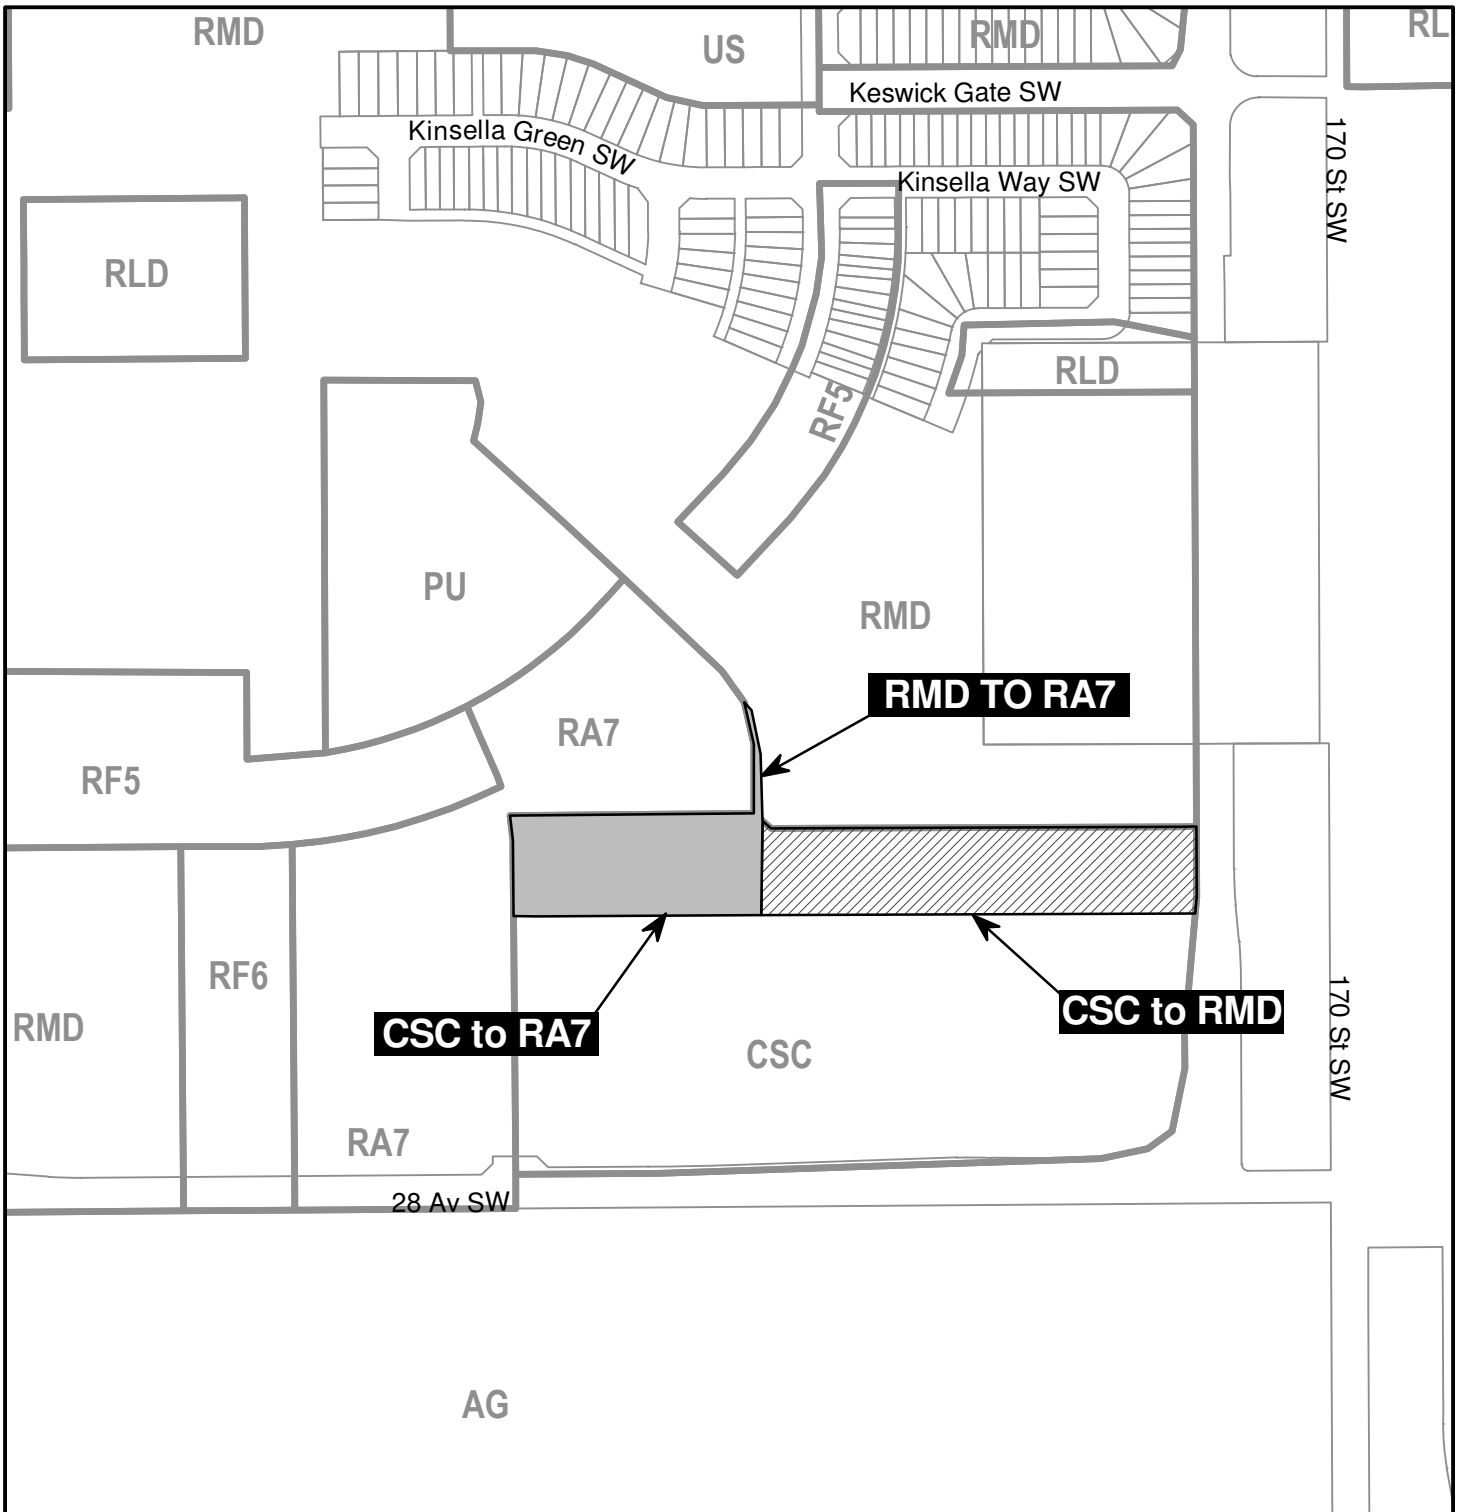 RMD
US
RMD
RL
Keswick Gate SW
Kinsella Green SW
170 St SW
Kinsella Way SW
RLD
RLD
RF5
PU
RMD
RMD TO RA7
RA7
RF5
RF6
CSC to RMD
RMD
CSC to RA7
CSC
170 St SW
RA7
28 Av SW
AG